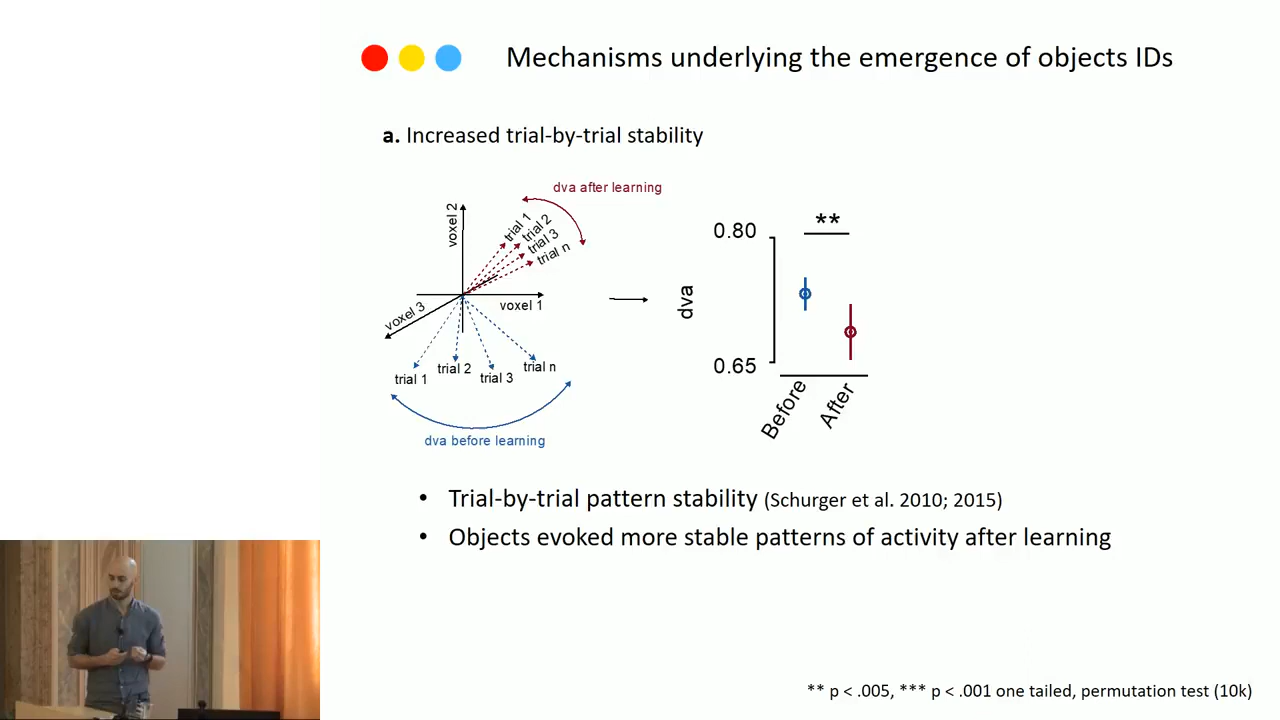 Mechanisms underlying the emergence of objects IDs
a. Increased trial-by-trial stability
dva after learning
voxel 2
trial 1
trial 2
trial 3
trial n
voxel 1
voxel 3
trial 1
trial 2
trial 3
trial n
dva before learning
**
0.80
dva
0.65
Before
After
• Trial-by-trial pattern stability (Schurger et al. 2010; 2015)
• Objects evoked more stable patterns of activity after learning
** p < .005, *** p < .001 one tailed, permutation test (10k)